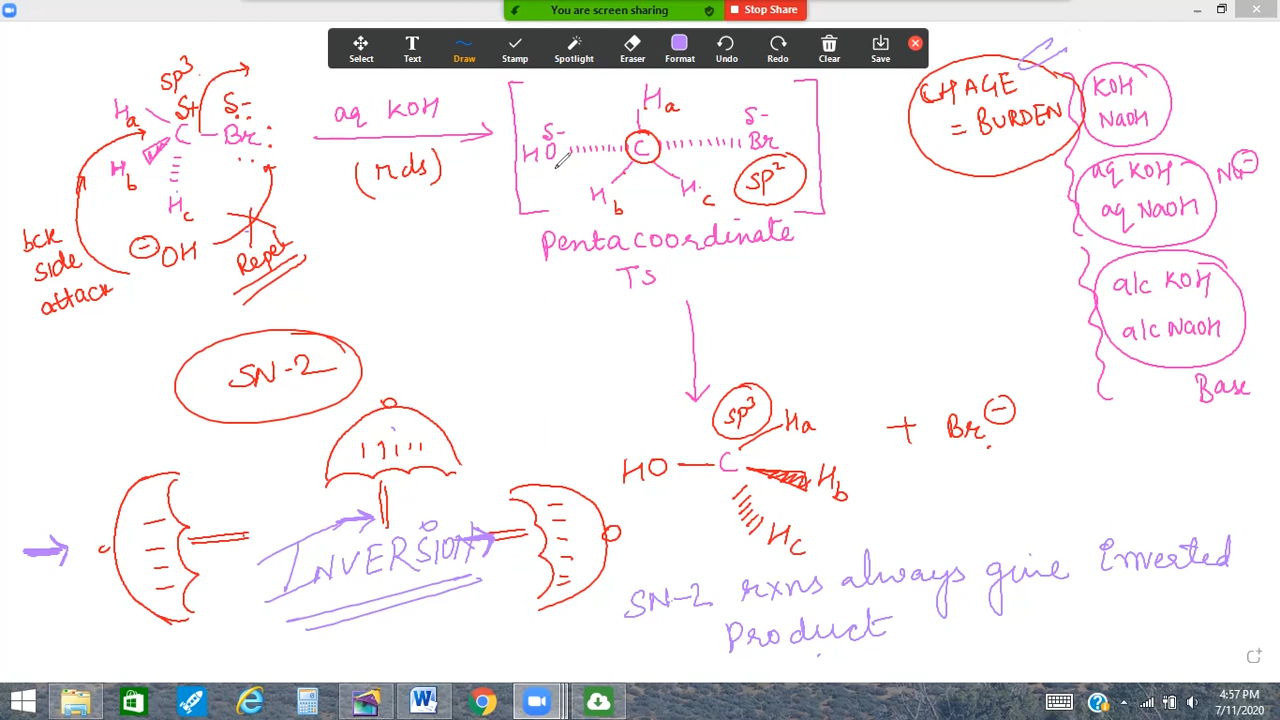 You are screen sharing
Stop Share
Select
Text
Draw
Stamp
Spotlight
Eraser
Format
Undo
Redo
Clear
Save
sp3
Ha
δ+
δ-
C
Br
Hb
Hc
⊖OH
bck
side
attack
Repel
aq KOH
(rds)
Ha
δ-
δ-
HO
C
Br
sp2
Hb
Hc
Pentacoordinate
Ts
CHAGE
= BURDEN
KOH
NaOH
aq KOH
aq NaOH
Nu⊖
alc KOH
alc NaOH
Base
SN-2
sp3
Ha
HO
C
Hb
Hc
+ Br⊖
INVERSION
SN-2 rxns always give inverted
Product
4:57 PM
7/11/2020